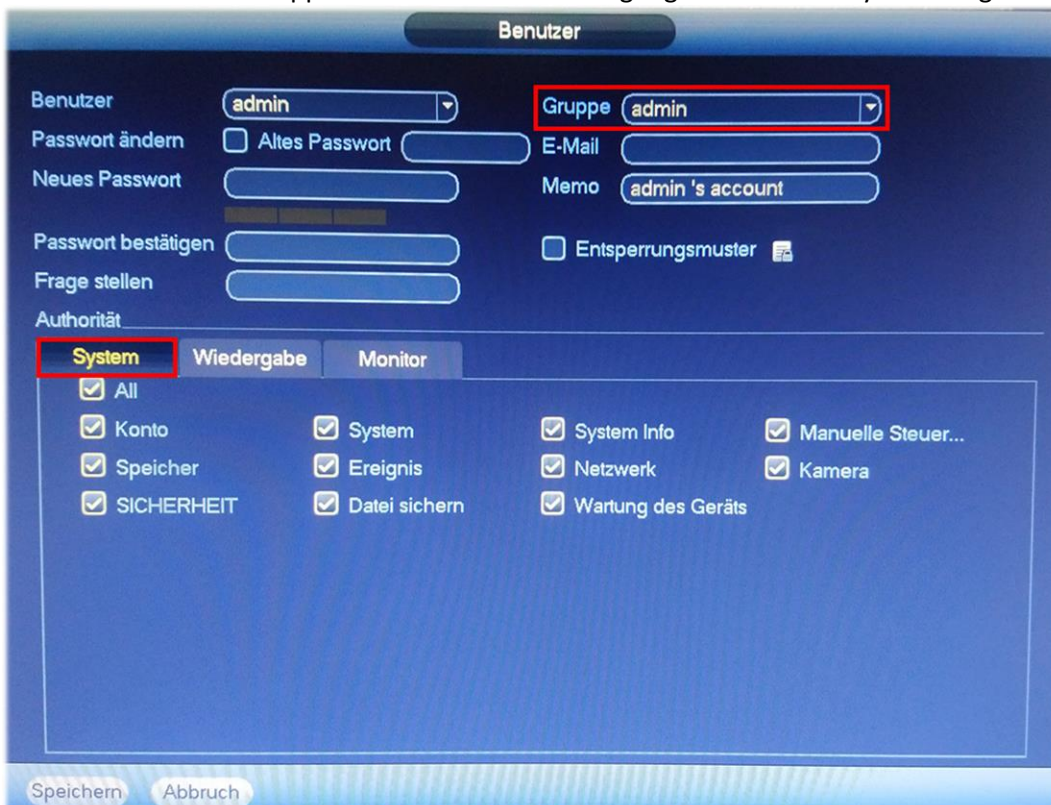 Benutzer
Benutzer admin Gruppe admin
Passwort ändern Altes Passwort E-Mail
Neues Passwort Memo admin 's account
Passwort bestätigen Entsperrungsmuster
Frage stellen
Authorität
System Wiedergabe Monitor
All
Konto System System Info Manuelle Steuer...
Speicher Ereignis Netzwerk Kamera
SICHERHEIT Datei sichern Wartung des Geräts
Speichern Abbruch